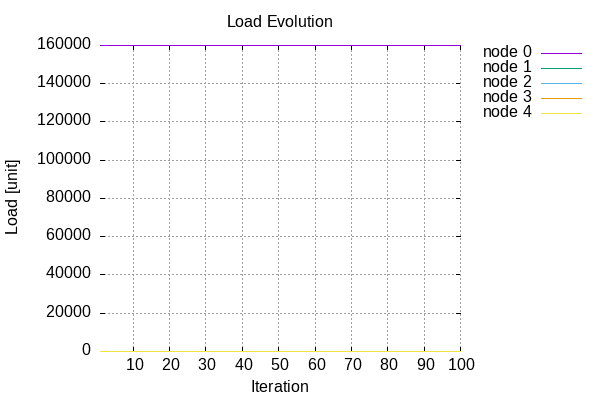 Load Evolution
160000
140000
120000
100000
80000
60000
40000
20000
0
Load [unit]
10 20 30 40 50 60 70 80 90 100
Iteration
node 0
node 1
node 2
node 3
node 4